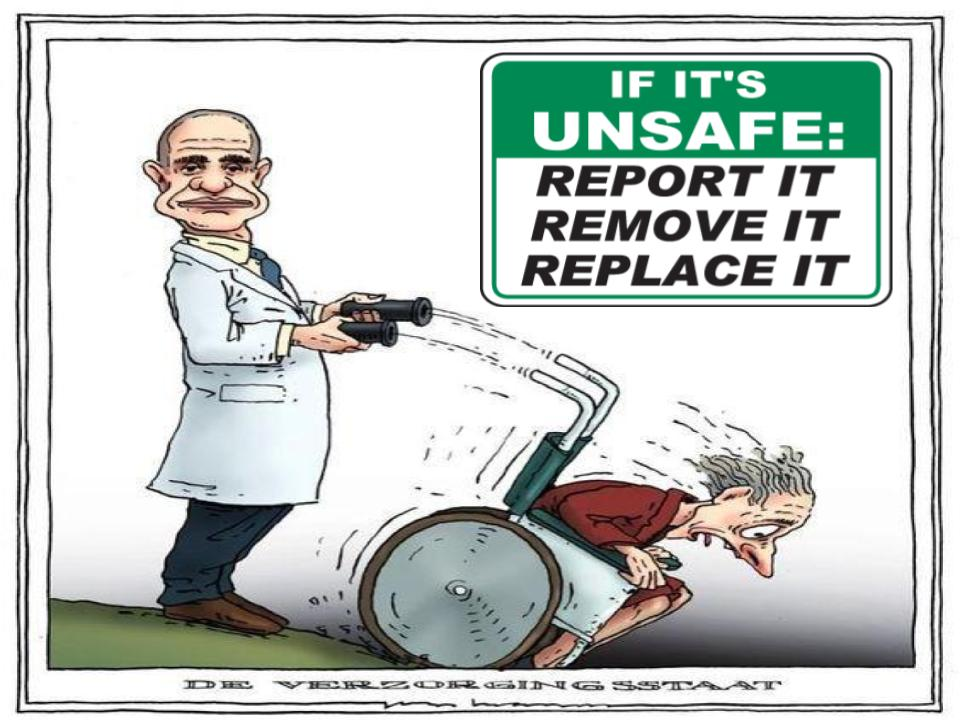 IF IT'S
UNSAFE:
REPORT IT
REMOVE IT
REPLACE IT
DE VERZORGINGSSTAAT